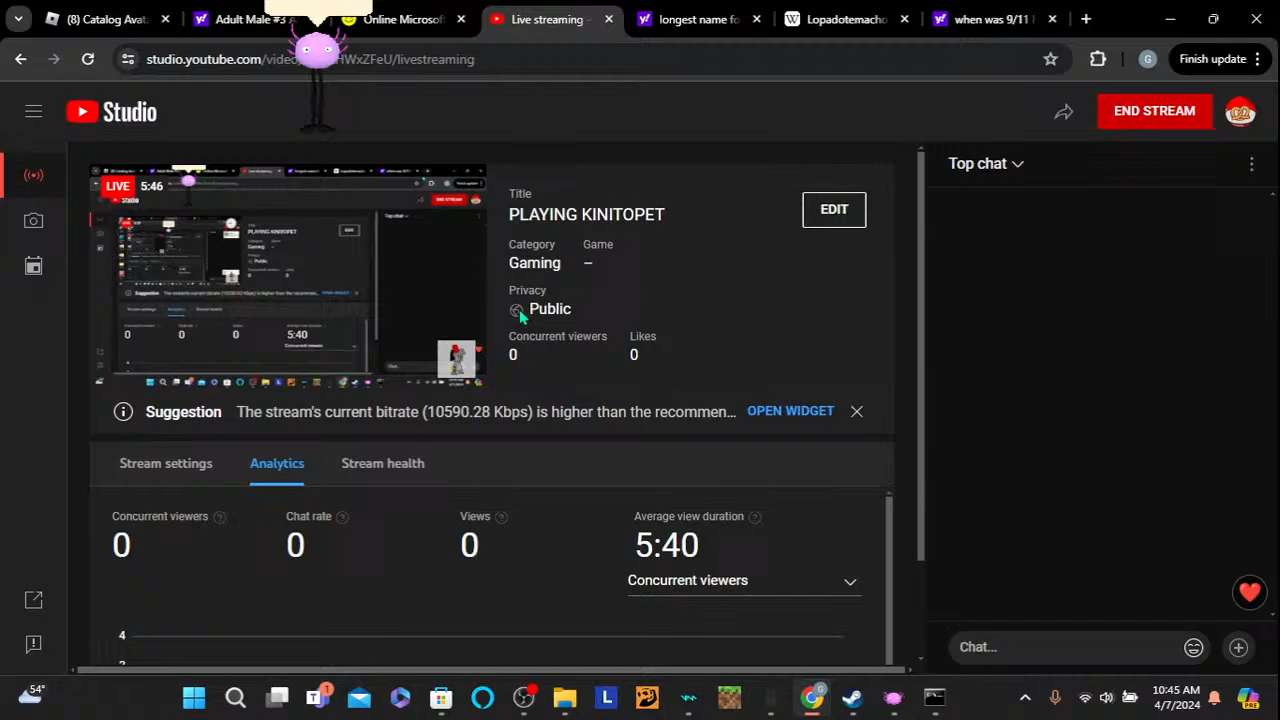 (8) Catalog Avata
Adult Male #3 A
Online Microsof
Live streaming -
longest name fo
Lopadotemacho
when was 9/11
studio.youtube.com/video
HWxZFeU/livestreaming
G
Finish update
Studio
END STREAM
LIVE 5:46
Title
PLAYING KINITOPET
EDIT
Category Game
Gaming –
Privacy
Public
Concurrent viewers Likes
0 0
Suggestion The stream's current bitrate (10590.28 Kbps) is higher than the recommen... OPEN WIDGET
Stream settings Analytics Stream health
Concurrent viewers Chat rate Views Average view duration
0 0 0 5:40
Concurrent viewers
4
Top chat
Chat...
54°
10:45 AM
4/7/2024